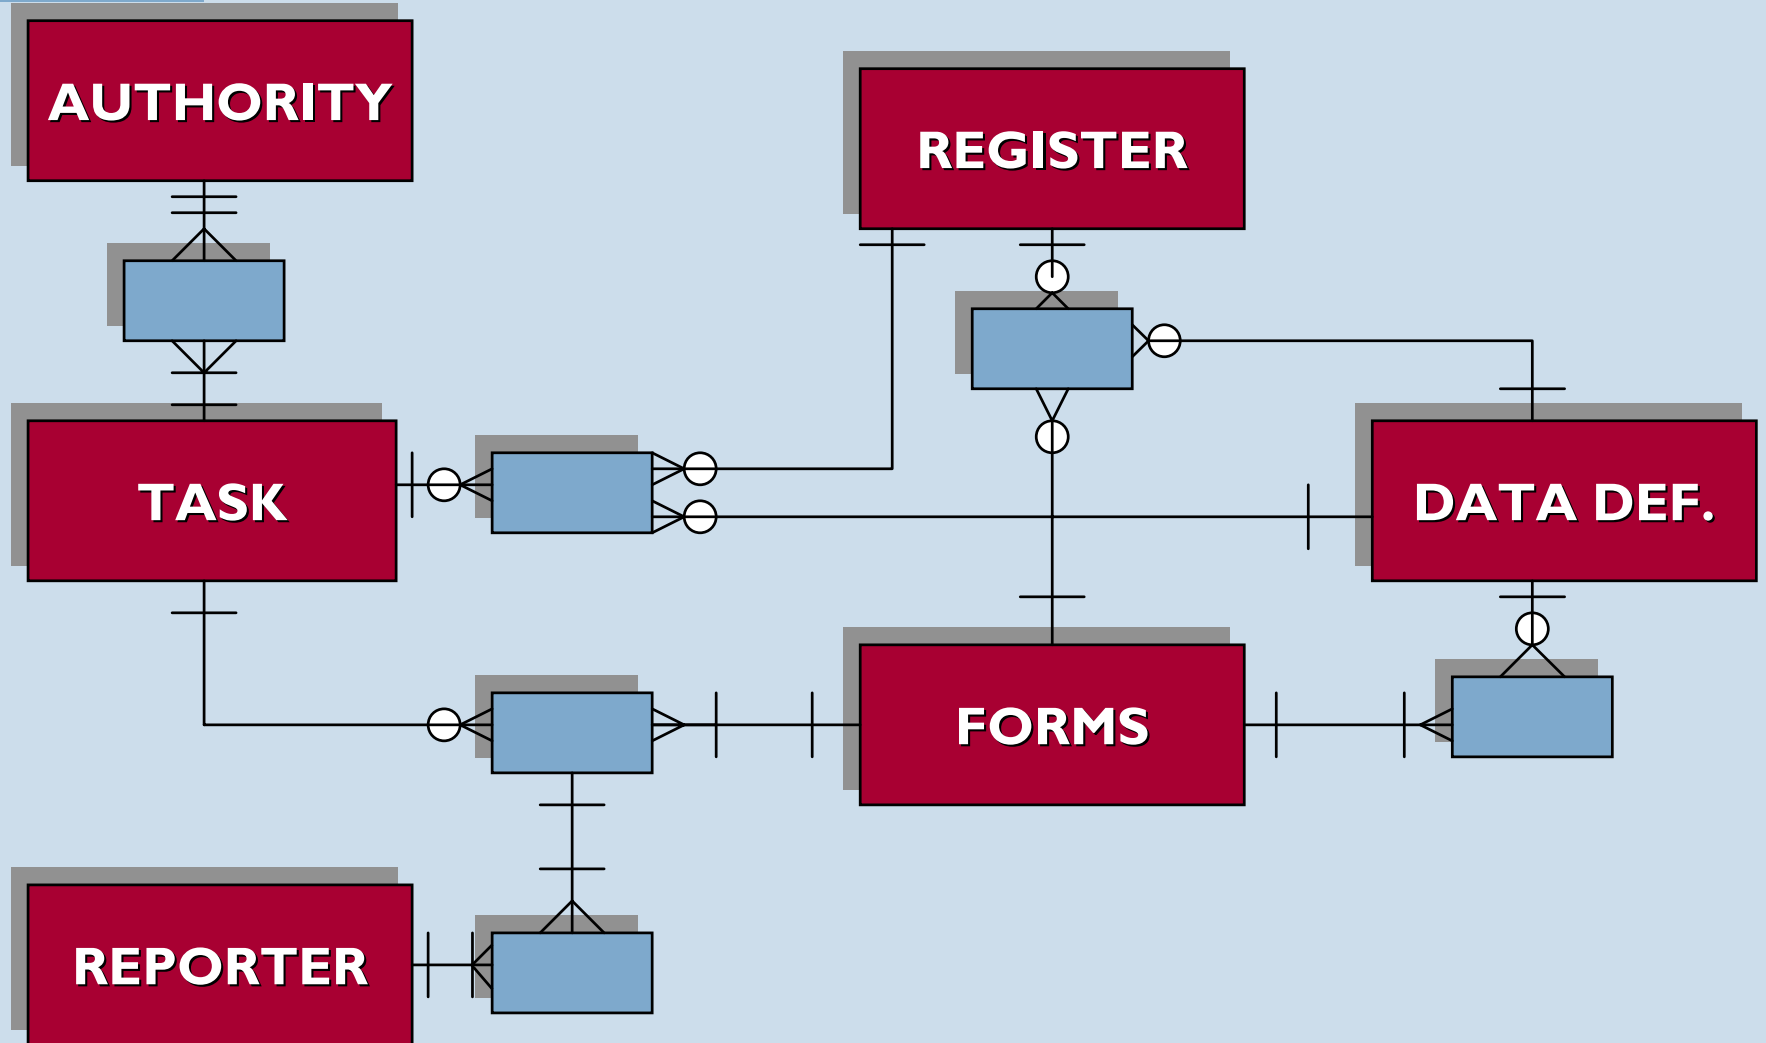 AUTHORITY
REGISTER
TASK
DATA DEF.
FORMS
REPORTER